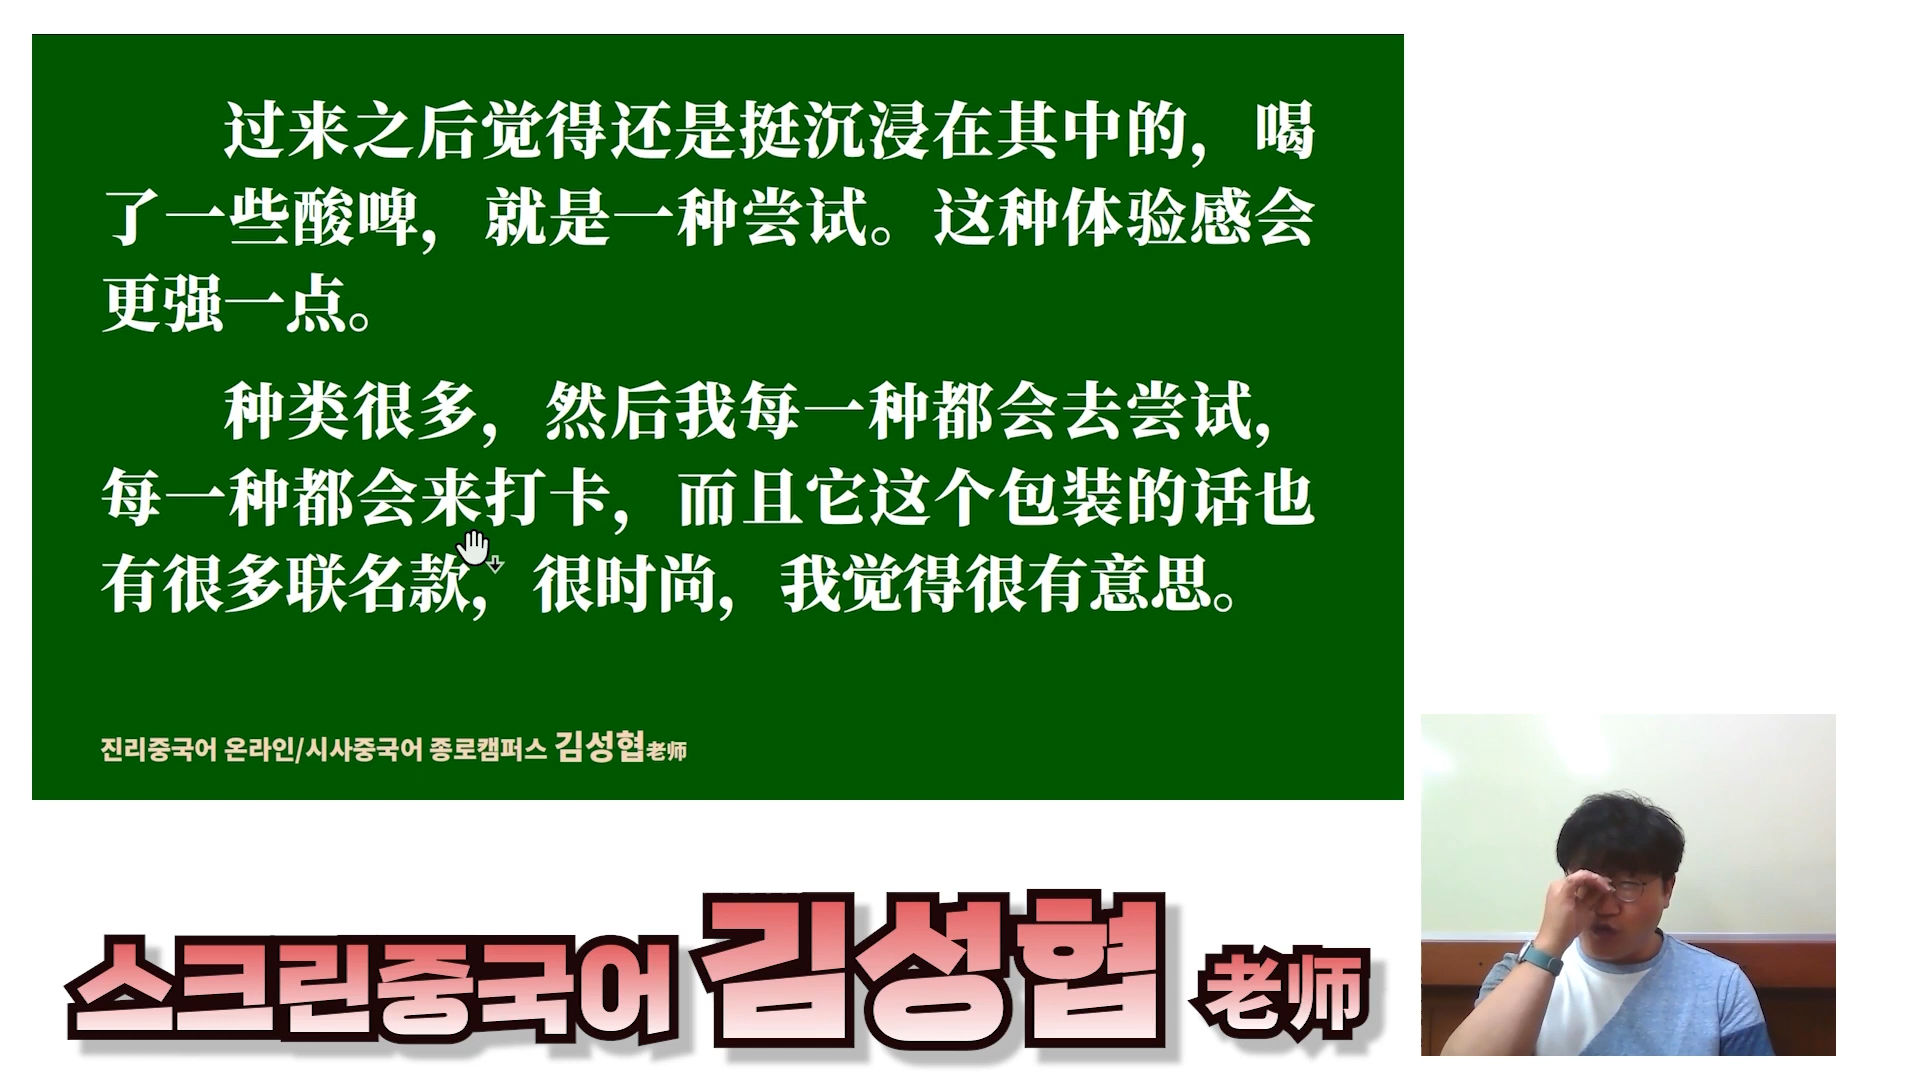 过来之后觉得还是挺沉浸在其中的，喝
了一些酸啤，就是一种尝试。这种体验感会
更强一点。
种类很多，然后我每一种都会去尝试，
每一种都会来打卡，而且它这个包装的话也
有很多联名款，很时尚，我觉得很有意思。
진리중국어 온라인/시사중국어 종로캠퍼스 김성협老师
스크린중국어 김성협 老师